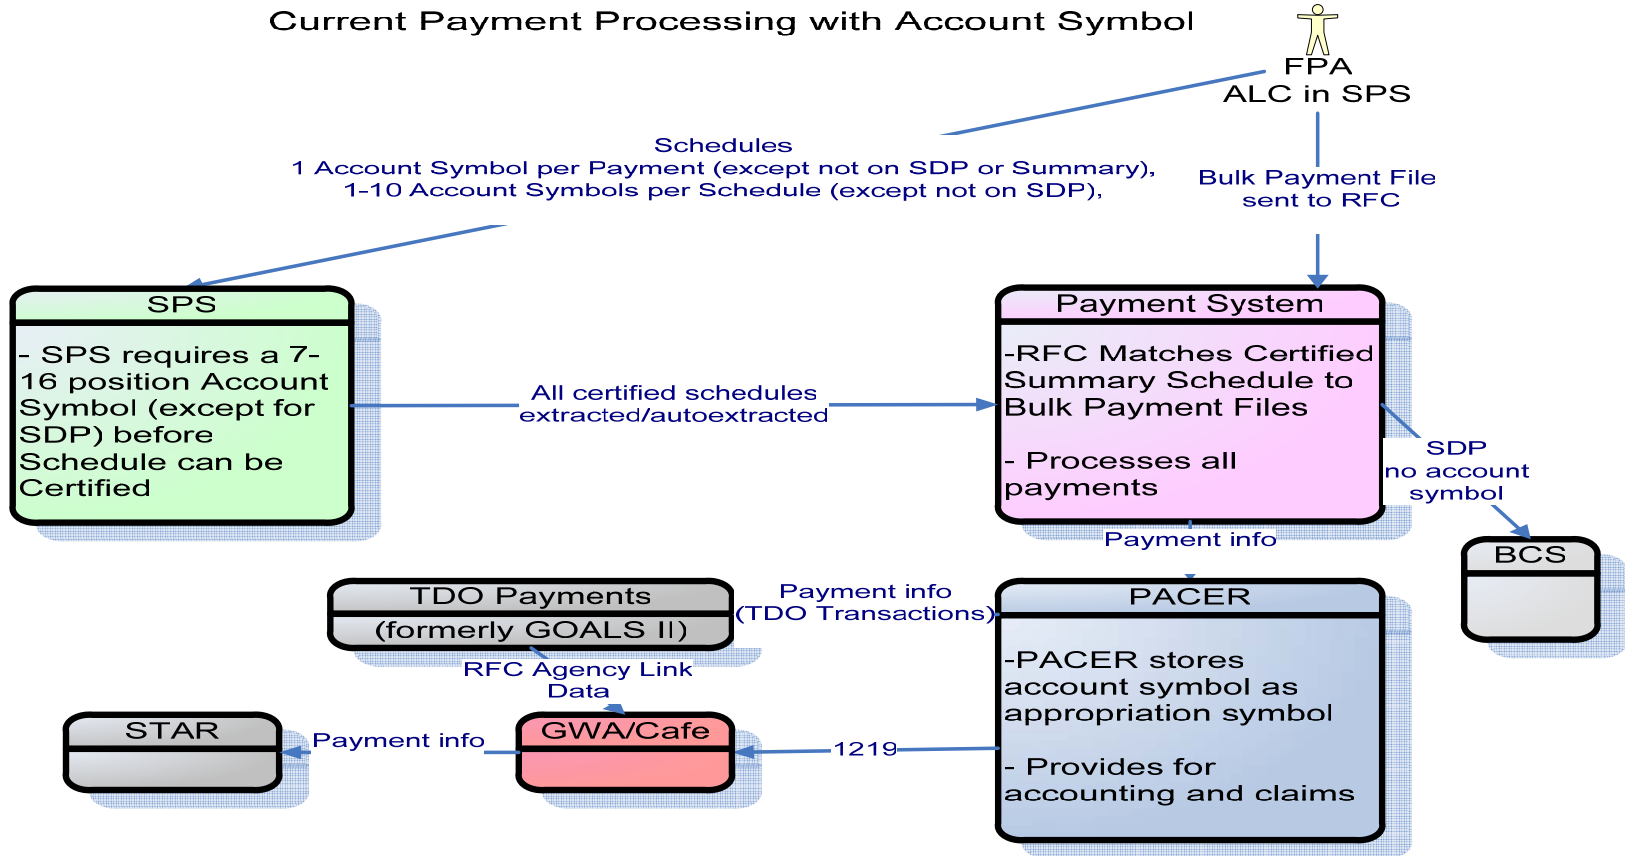 Current Payment Processing with Account Symbol
FPA
ALC in SPS
Schedules
1 Account Symbol per Payment (except not on SDP or Summary),
1-10 Account Symbols per Schedule (except not on SDP),
Bulk Payment File
sent to RFC
SPS
- SPS requires a 7-
16 position Account
Symbol (except for
SDP) before
Schedule can be
Certified
All certified schedules
extracted/autoextracted
Payment System
-RFC Matches Certified
Summary Schedule to
Bulk Payment Files
- Processes all
payments
SDP
no account
symbol
BCS
Payment info
TDO Payments
(formerly GOALS II)
Payment info
(TDO Transactions)
PACER
-PACER stores
account symbol as
appropriation symbol
- Provides for
accounting and claims
RFC Agency Link
Data
STAR
Payment info
GWA/Cafe
1219